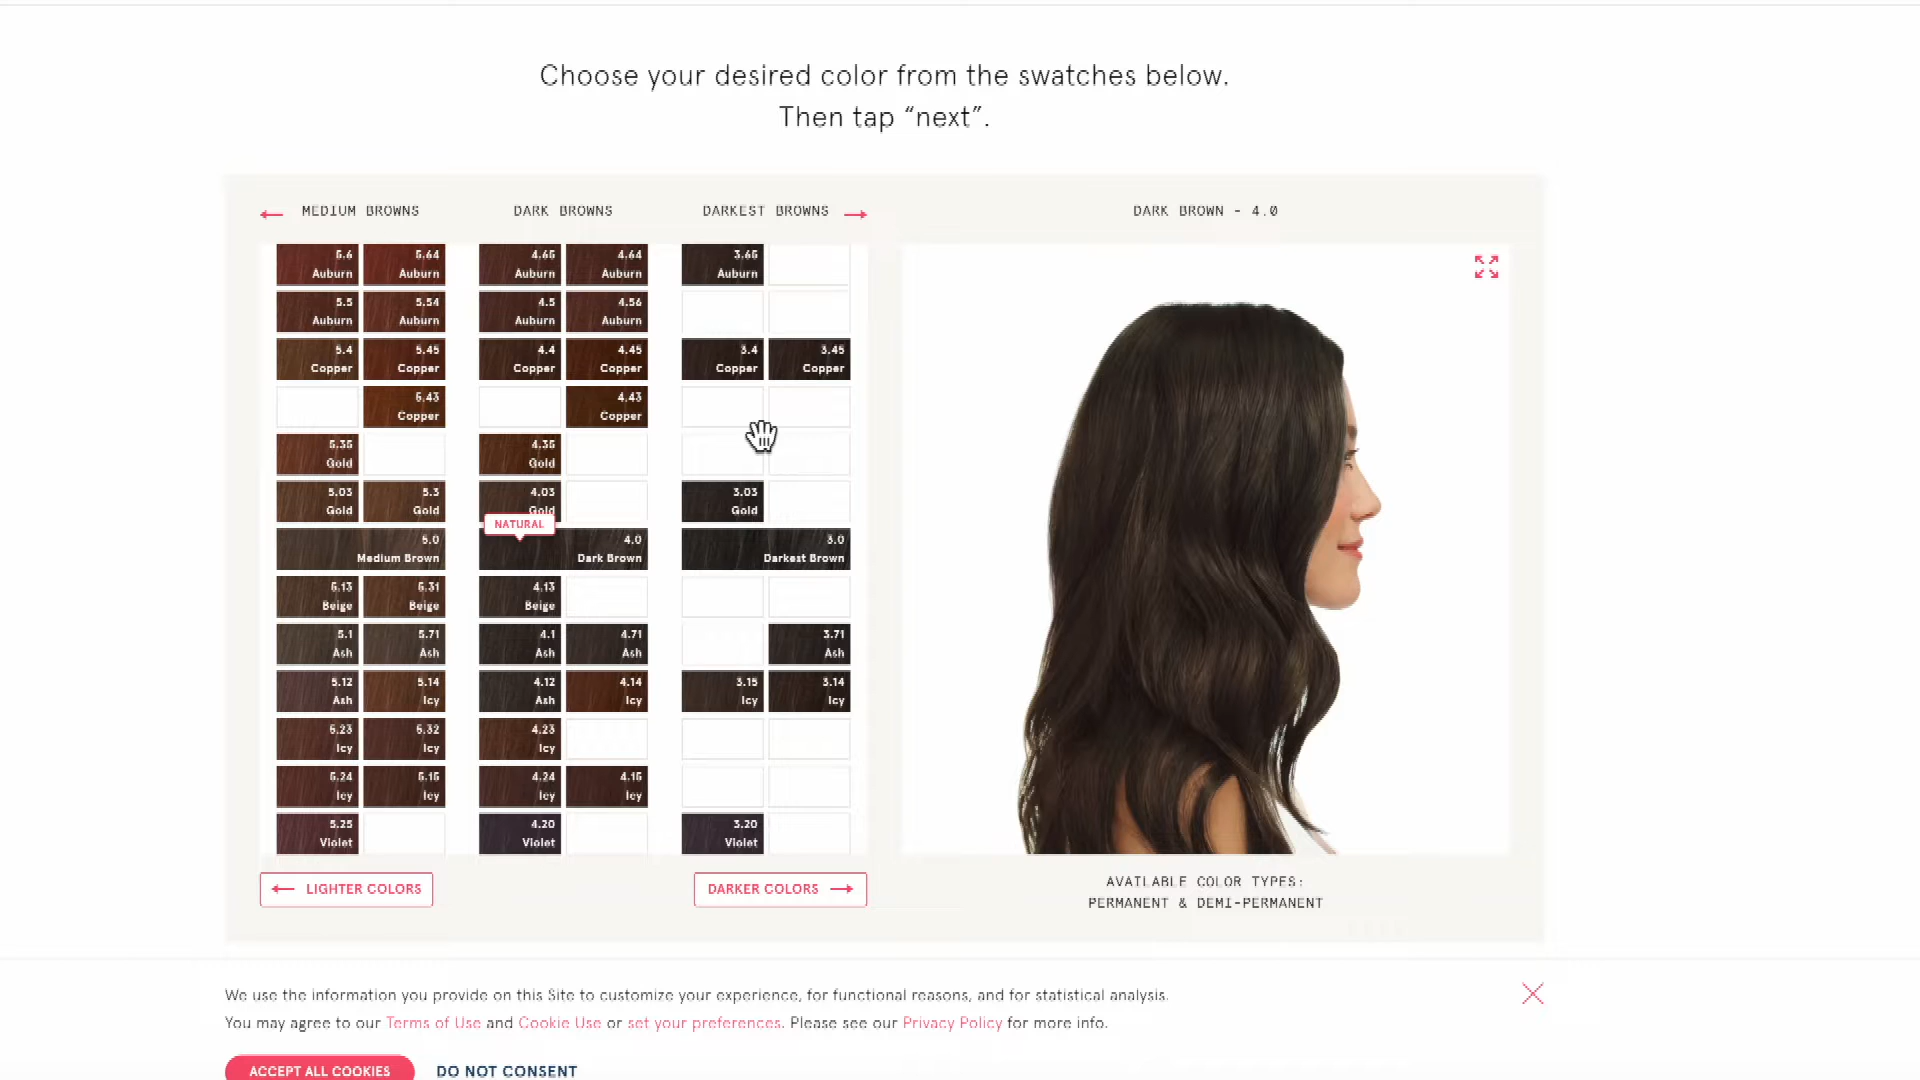 Choose your desired color from the swatches below.
Then tap “next”.
MEDIUM BROWNS
DARK BROWNS
DARKEST BROWNS
DARK BROWN - 4.0
5.6 5.64 4.65 4.64 3.65
Auburn Auburn Auburn Auburn Auburn
5.5 5.54 4.5 4.56
Auburn Auburn Auburn Auburn
5.4 5.45 4.4 4.45 3.4 3.45
Copper Copper Copper Copper Copper Copper
5.43 4.43
Copper Copper
5.35 4.35
Gold Gold
5.03 5.3 4.03 3.03
Gold Gold Gold Gold
NATURAL
5.0 4.0 3.0
Medium Brown Dark Brown Darkest Brown
5.13 5.31 4.13
Beige Beige Beige
5.1 5.71 4.1 4.71 3.71
Ash Ash Ash Ash Ash
5.12 5.14 4.12 4.14 3.15 3.14
Ash Icy Ash Icy Icy Icy
5.23 5.32 4.23
Icy Icy Icy
5.24 5.15 4.24 4.15
Icy Icy Icy Icy
5.25 4.20 3.20
Violet Violet Violet
LIGHTER COLORS
DARKER COLORS
AVAILABLE COLOR TYPES:
PERMANENT & DEMI-PERMANENT
We use the information you provide on this Site to customize your experience, for functional reasons, and for statistical analysis.
You may agree to our Terms of Use and Cookie Use or set your preferences. Please see our Privacy Policy for more info.
ACCEPT ALL COOKIES
DO NOT CONSENT